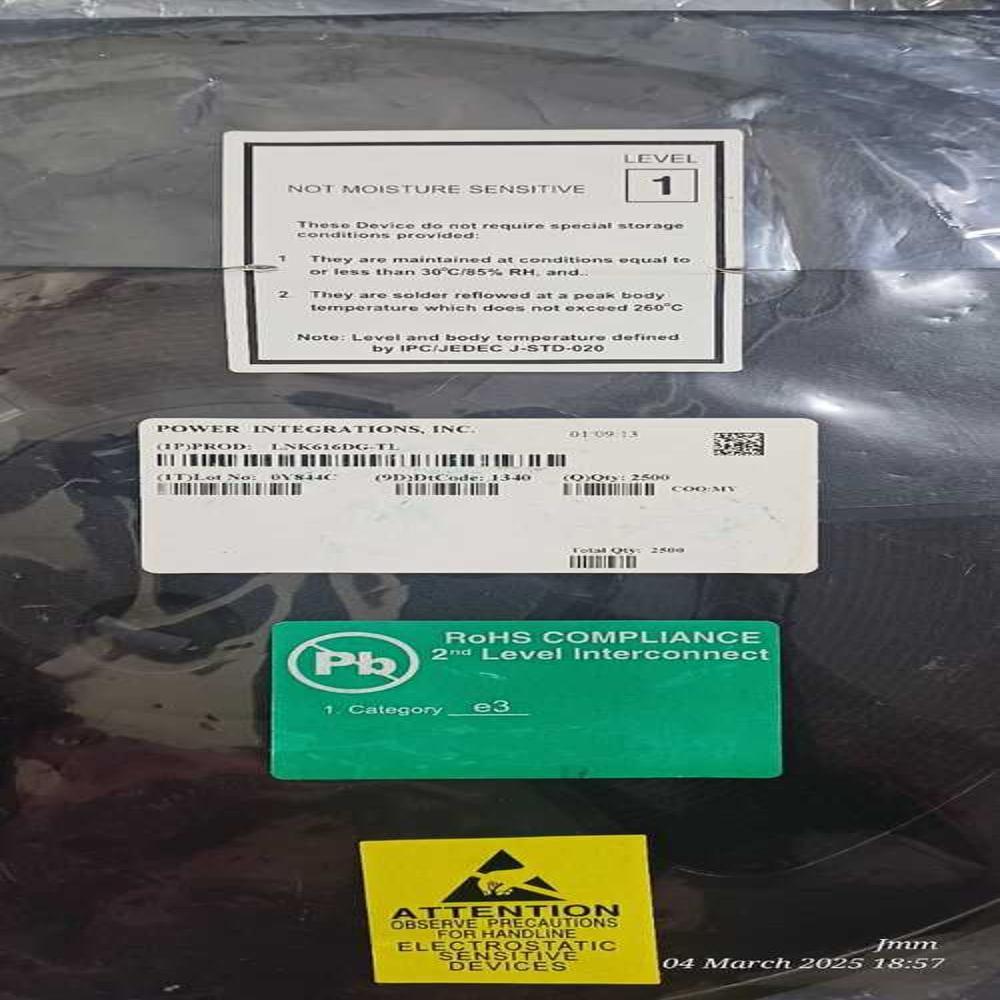 LEVEL
1
NOT MOISTURE SENSITIVE
These Device do not require special storage
conditions provided:
1 They are maintained at conditions equal to
or less than 30°C/85% RH, and..
2. They are solder reflowed at a peak body
temperature which does not exceed 260°C
Note: Level and body temperature defined
by IPC/JEDEC J-STD-020
POWER INTEGRATIONS, INC.
01 09 13
(1P)PROD: LNK616DG-TL
(1T)Lot No: 0Y844C (9D)DtCode: 1340 (Q)Qty: 2500
COO:MY
Total Qty: 2500
Pb
RoHS COMPLIANCE
2nd Level Interconnect
1. Category e3
ATTENTION
OBSERVE PRECAUTIONS
FOR HANDLINE
ELECTROSTATIC
SENSITIVE
DEVICES
Jmm
04 March 2025 18:57